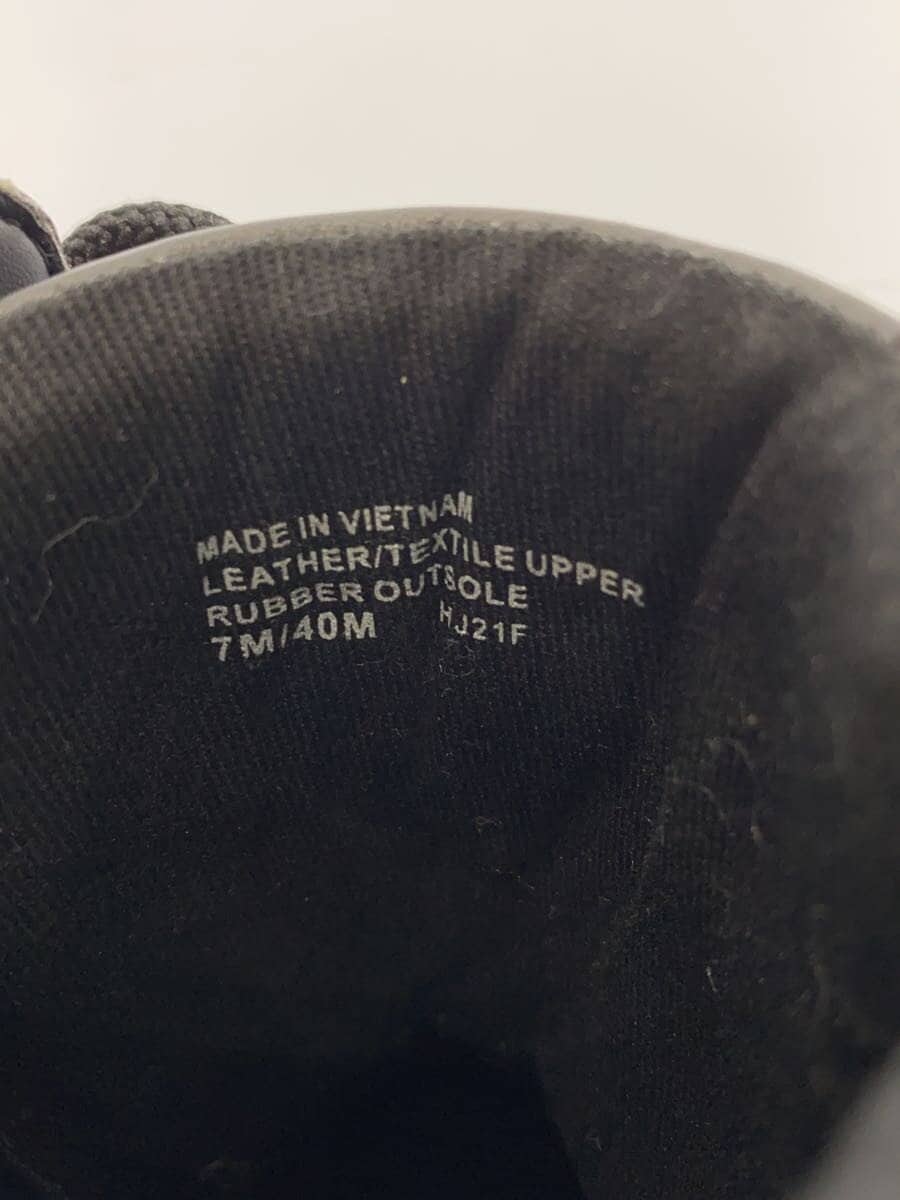 MADE IN VIETNAM
LEATHER/TEXTILE UPPER
RUBBER OUTSOLE
7M/40M HJ21F